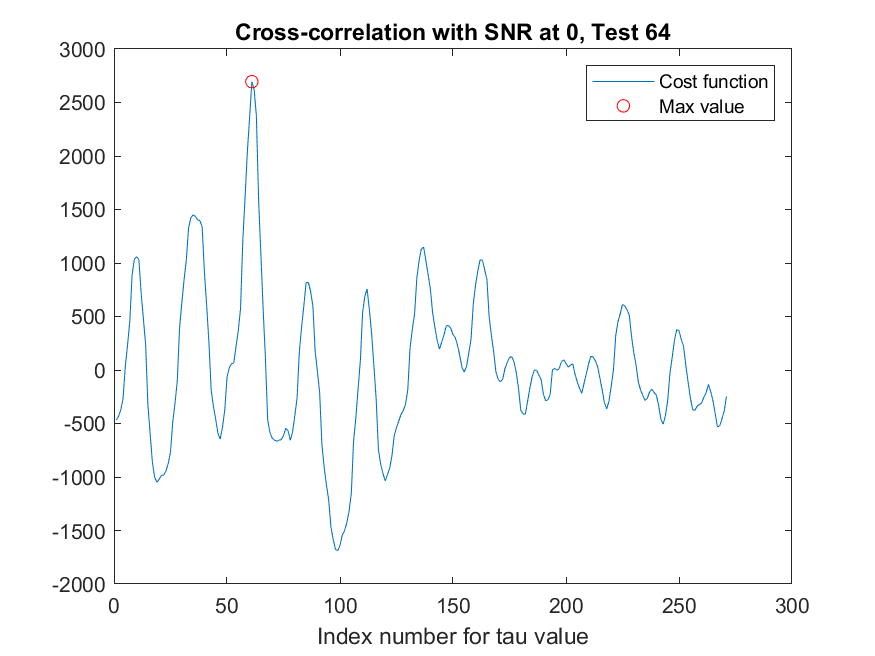 Cross-correlation with SNR at 0, Test 64
3000
2500
2000
1500
1000
500
0
-500
-1000
-1500
-2000
Cost function
Max value
0 50 100 150 200 250 300
Index number for tau value